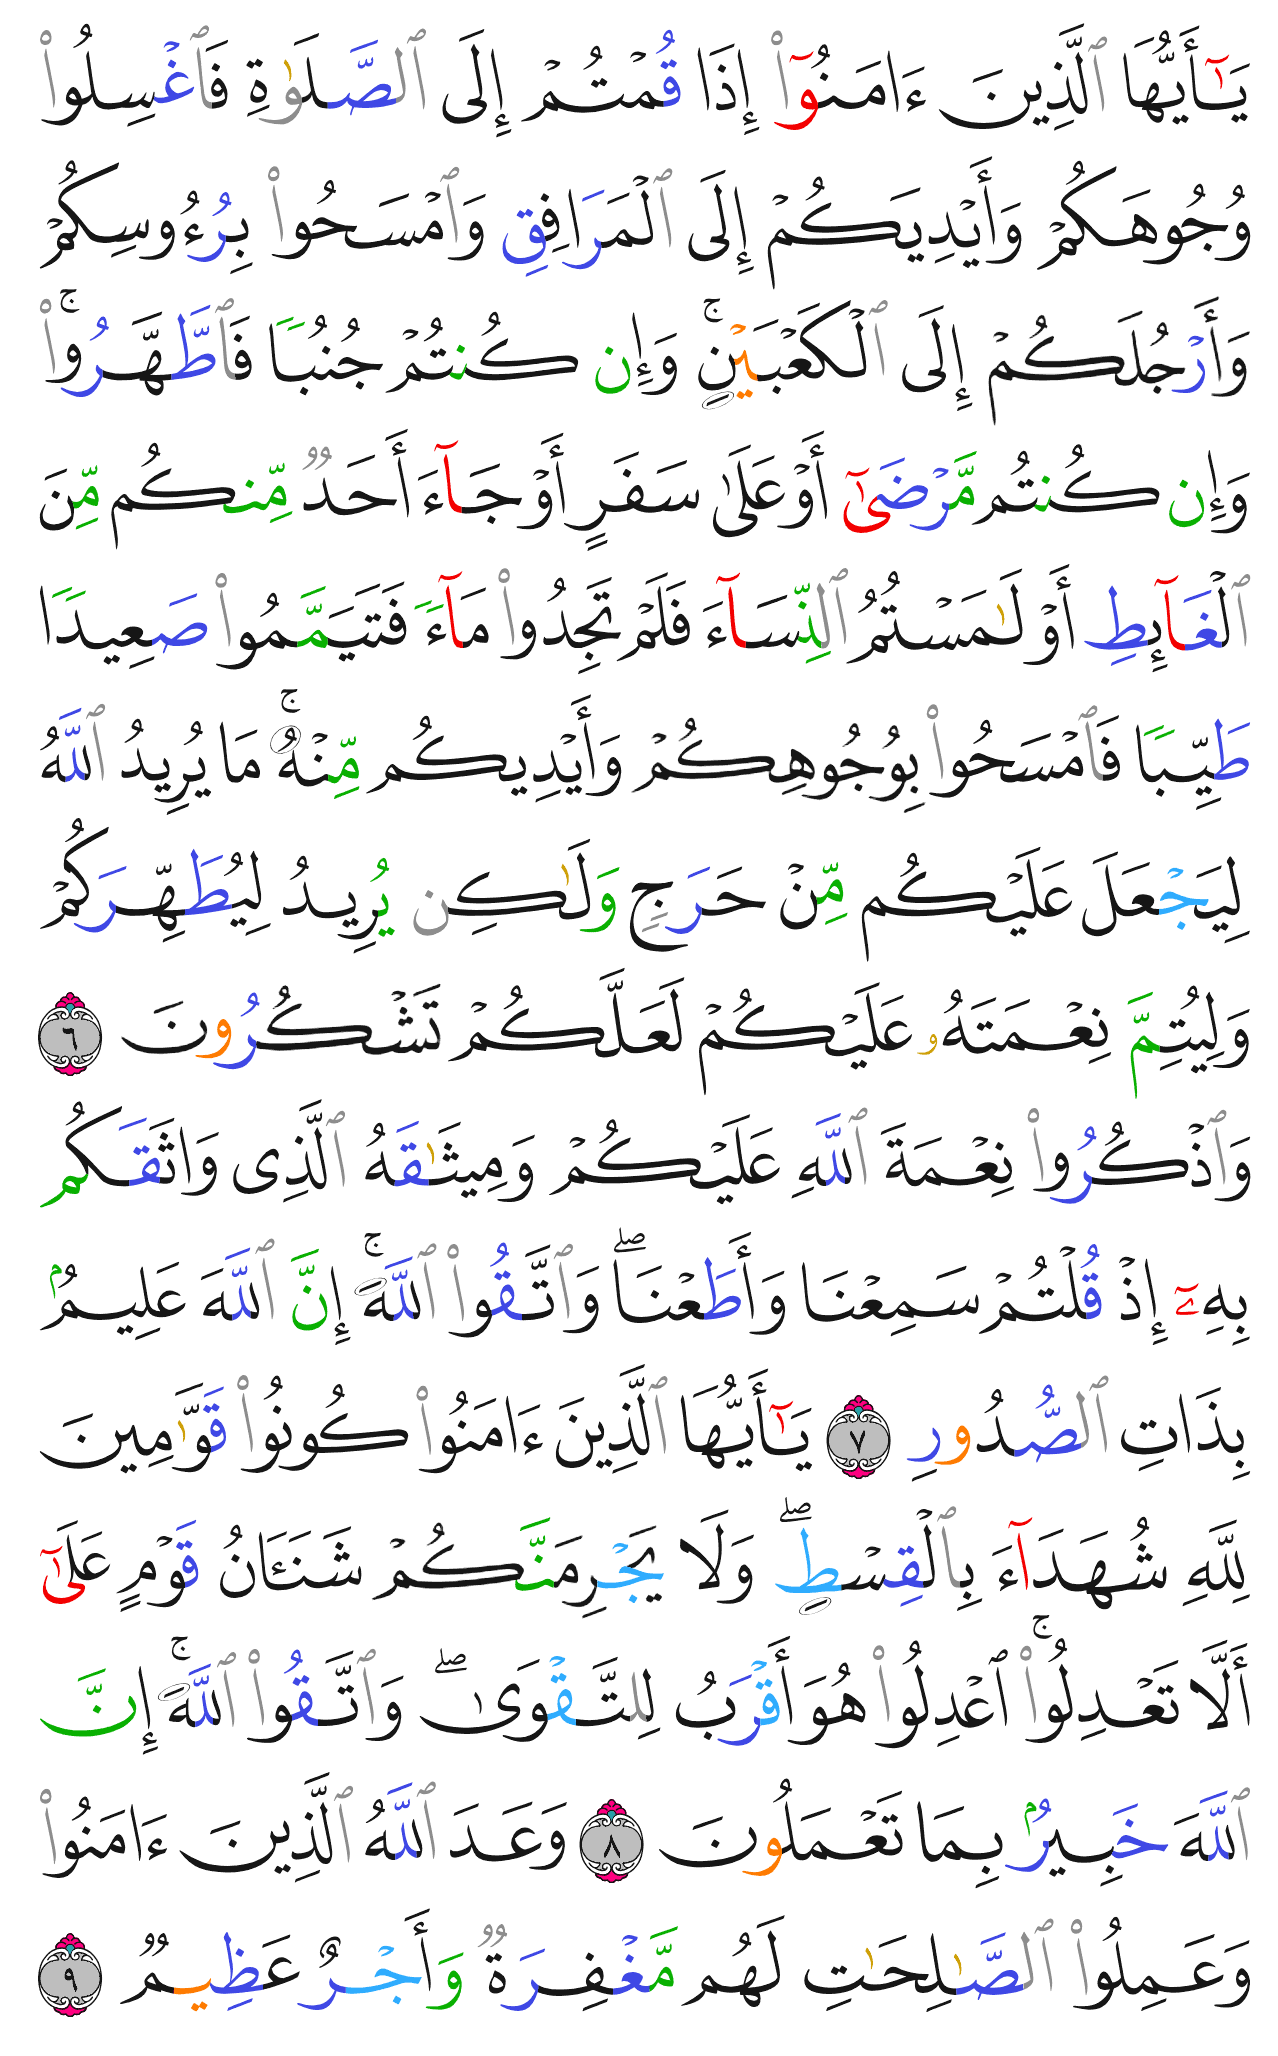 يَـٰٓأَيُّهَا ٱلَّذِينَ ءَامَنُوٓا۟ إِذَا قُمْتُمْ إِلَى ٱلصَّلَوٰةِ فَٱغْسِلُوا۟
وُجُوهَكُمْ وَأَيْدِيَكُمْ إِلَى ٱلْمَرَافِقِ وَٱمْسَحُوا۟ بِرُءُوسِكُمْ
وَأَرْجُلَكُمْ إِلَى ٱلْكَعْبَيْنِ ۚ وَإِن كُنتُمْ جُنُبًا فَٱطَّهَّرُوا۟ ۚ
وَإِن كُنتُم مَّرْضَىٰٓ أَوْ عَلَىٰ سَفَرٍ أَوْ جَآءَ أَحَدٌ مِّنكُم مِّنَ
ٱلْغَآئِطِ أَوْ لَـٰمَسْتُمُ ٱلنِّسَآءَ فَلَمْ تَجِدُوا۟ مَآءً فَتَيَمَّمُوا۟ صَعِيدًا
طَيِّبًا فَٱمْسَحُوا۟ بِوُجُوهِكُمْ وَأَيْدِيكُم مِّنْهُ ۚ مَا يُرِيدُ ٱللَّهُ
لِيَجْعَلَ عَلَيْكُم مِّنْ حَرَجٍ وَلَـٰكِن يُرِيدُ لِيُطَهِّرَكُمْ
وَلِيُتِمَّ نِعْمَتَهُۥ عَلَيْكُمْ لَعَلَّكُمْ تَشْكُرُونَ ٦
وَٱذْكُرُوا۟ نِعْمَةَ ٱللَّهِ عَلَيْكُمْ وَمِيثَـٰقَهُ ٱلَّذِى وَاثَقَكُم
بِهِۦٓ إِذْ قُلْتُمْ سَمِعْنَا وَأَطَعْنَا ۖ وَٱتَّقُوا۟ ٱللَّهَ ۚ إِنَّ ٱللَّهَ عَلِيمٌۢ
بِذَاتِ ٱلصُّدُورِ ٧ يَـٰٓأَيُّهَا ٱلَّذِينَ ءَامَنُوا۟ كُونُوا۟ قَوَّٰمِينَ
لِلَّهِ شُهَدَآءَ بِٱلْقِسْطِ ۖ وَلَا يَجْرِمَنَّكُمْ شَنَـَٔانُ قَوْمٍ عَلَىٰٓ
أَلَّا تَعْدِلُوا۟ ۚ ٱعْدِلُوا۟ هُوَ أَقْرَبُ لِلتَّقْوَىٰ ۖ وَٱتَّقُوا۟ ٱللَّهَ ۚ إِنَّ
ٱللَّهَ خَبِيرٌۢ بِمَا تَعْمَلُونَ ٨ وَعَدَ ٱللَّهُ ٱلَّذِينَ ءَامَنُوا۟
وَعَمِلُوا۟ ٱلصَّـٰلِحَـٰتِ لَهُم مَّغْفِرَةٌ وَأَجْرٌ عَظِيمٌ ٩